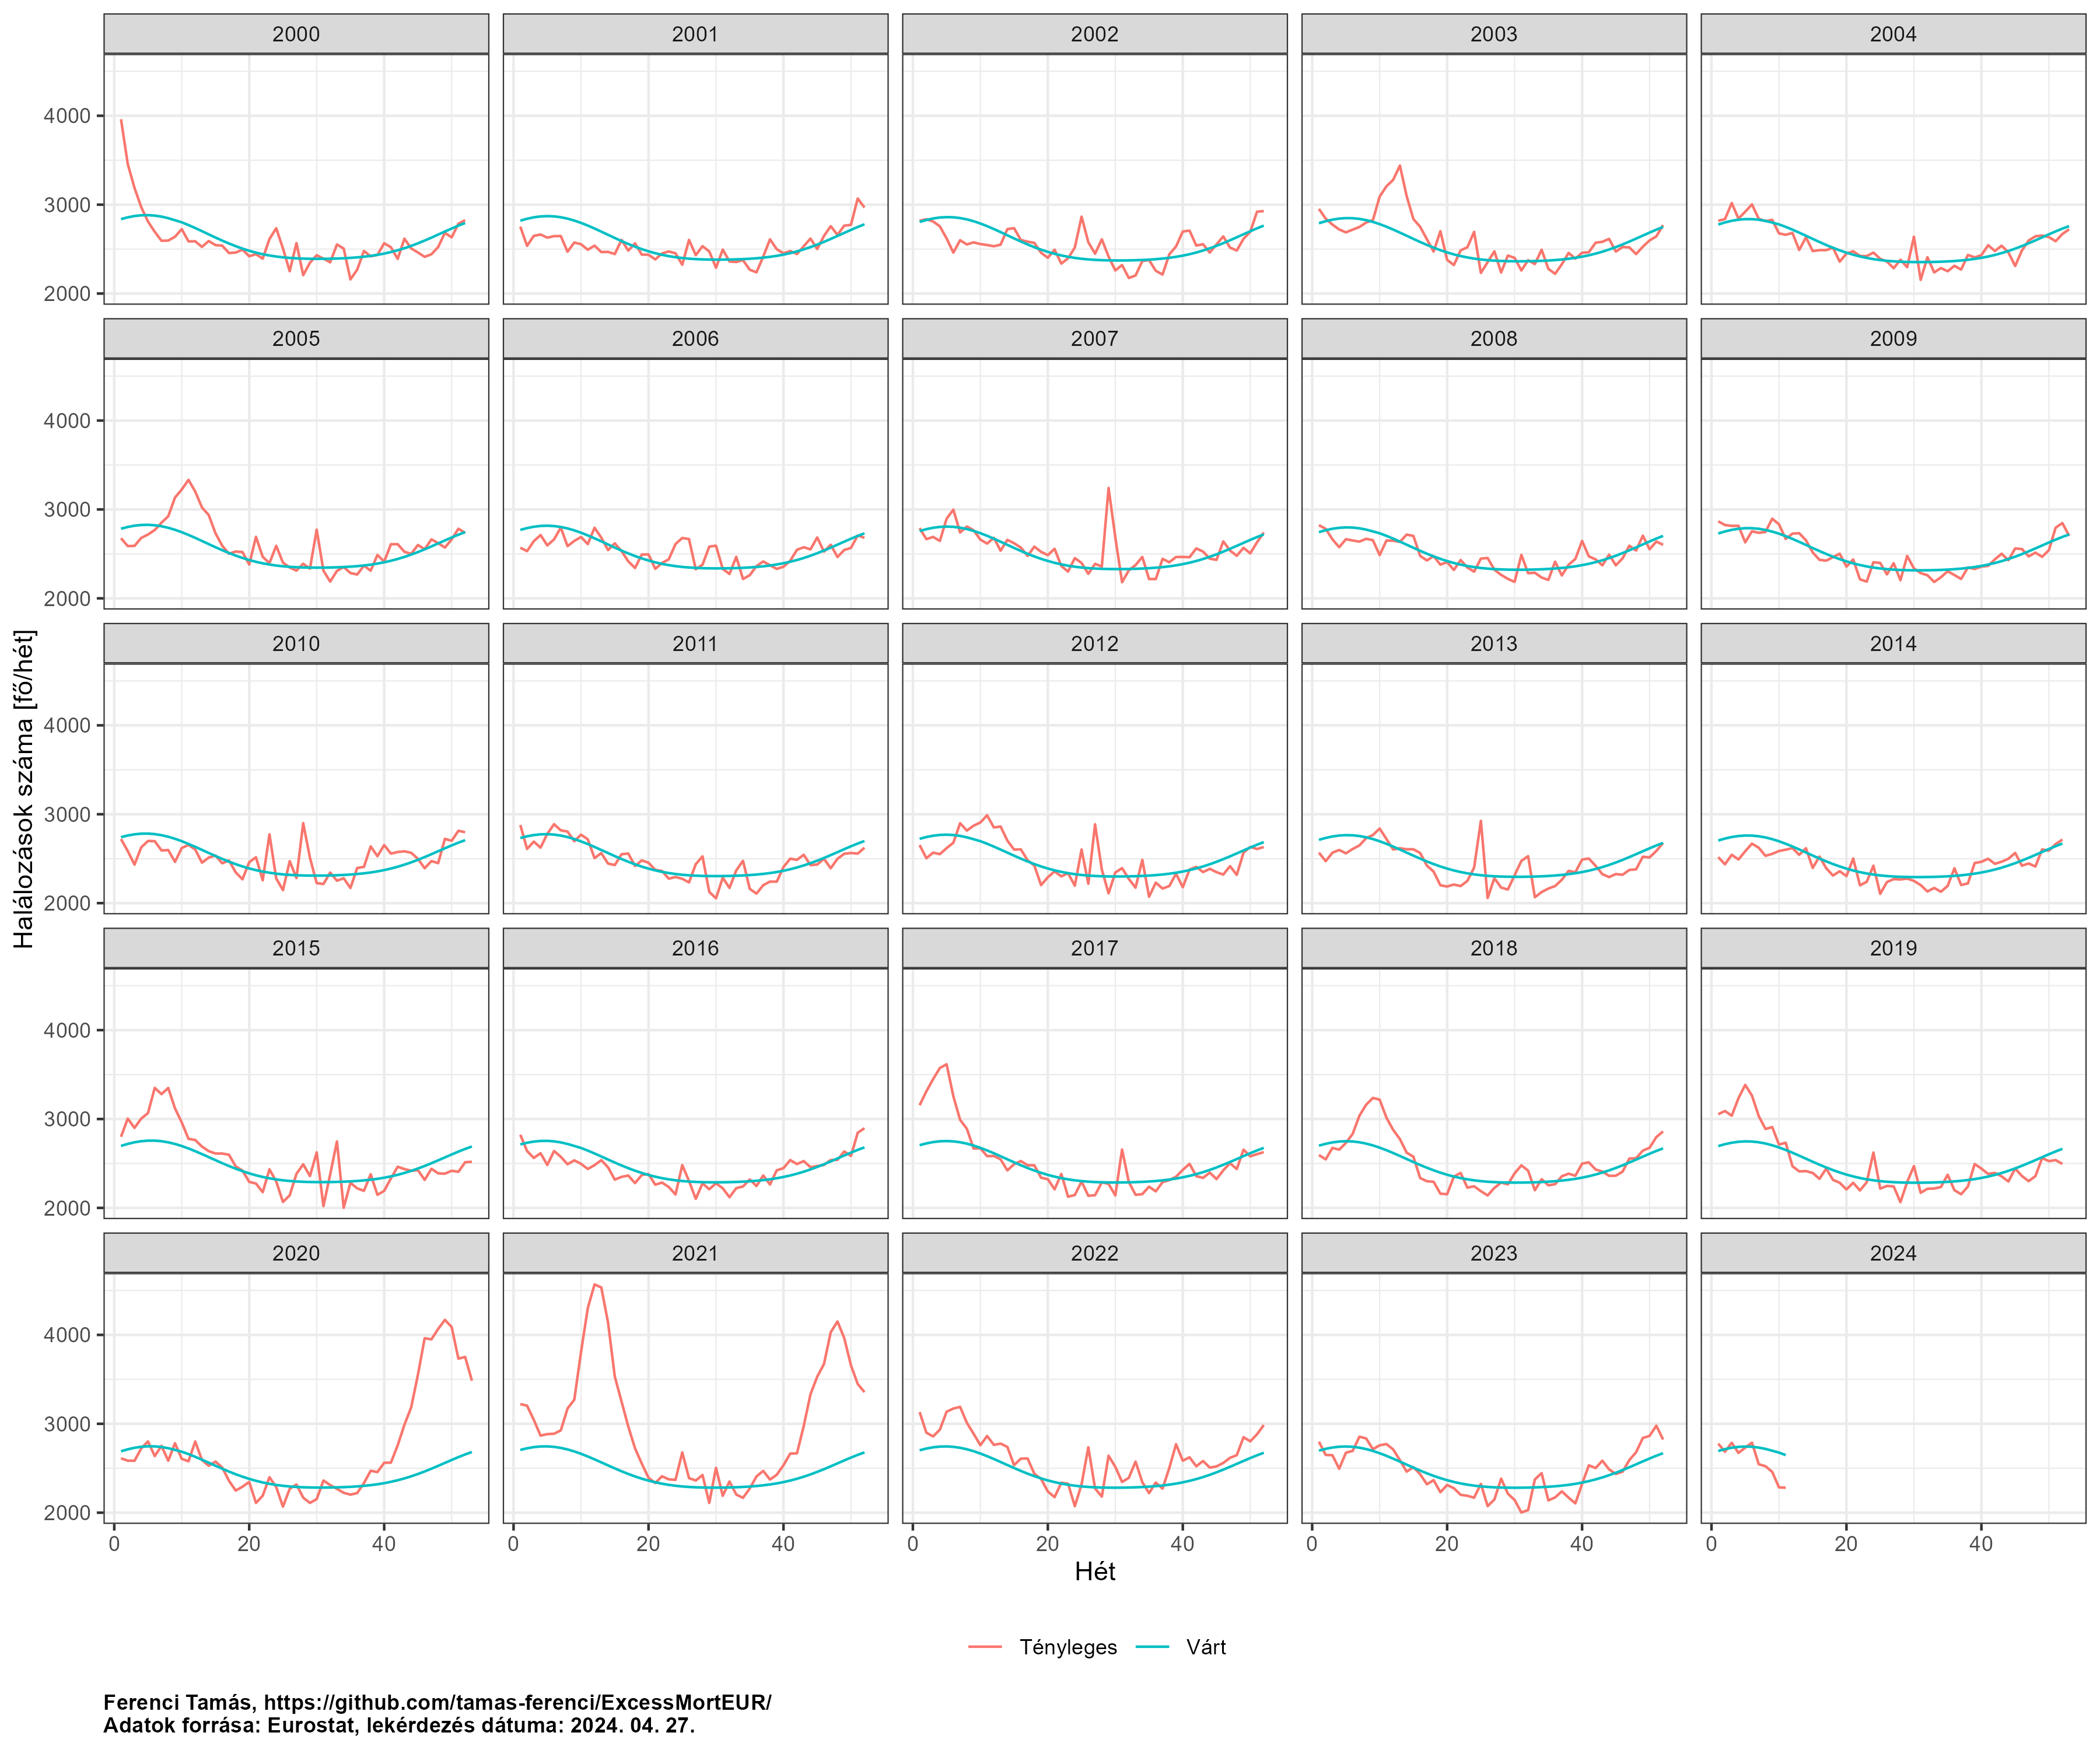 2000 2001 2002 2003 2004
4000
3000
2000
2005 2006 2007 2008 2009
4000
3000
2000
2010 2011 2012 2013 2014
4000
3000
2000
2015 2016 2017 2018 2019
4000
3000
2000
2020 2021 2022 2023 2024
4000
3000
2000
0 20 40 0 20 40 0 20 40 0 20 40 0 20 40
Halálozások száma [fő/hét]
Hét
Tényleges Várt
Ferenci Tamás, https://github.com/tamas-ferenci/ExcessMortEUR/
Adatok forrása: Eurostat, lekérdezés dátuma: 2024. 04. 27.